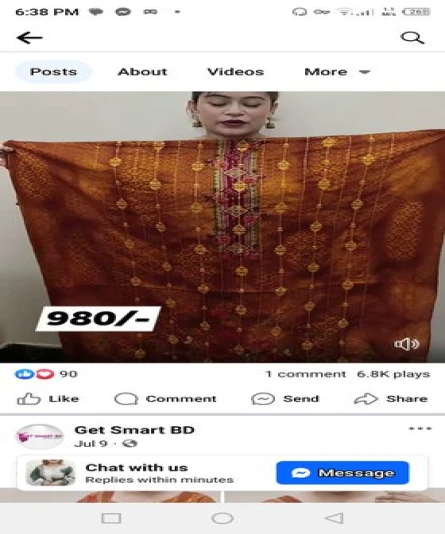 6:38 PM
Posts About Videos More
980/-
90 1 comment 6.8K plays
Like Comment Send Share
Get Smart BD
Jul 9
Chat with us
Replies within minutes
Message